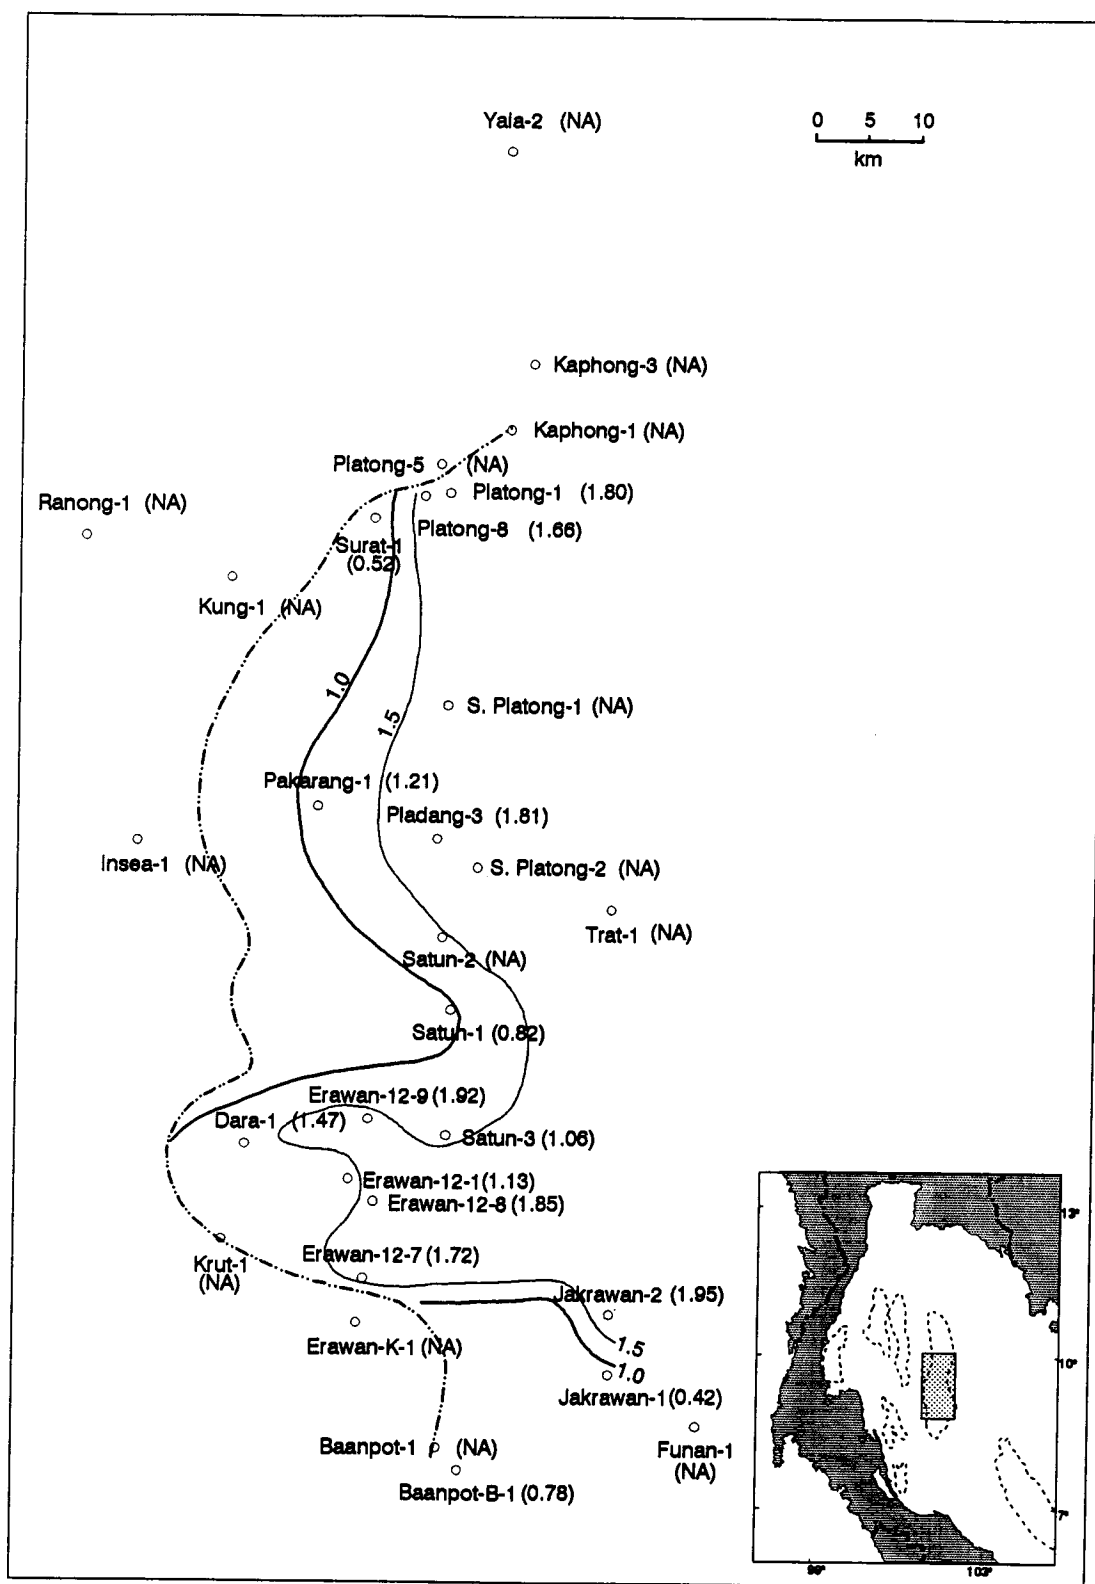 Yala-2 (NA)
0 5 10
km
Kaphong-3 (NA)
Kaphong-1 (NA)
Platong-5 (NA)
Ranong-1 (NA)
Platong-1 (1.80)
Platong-8 (1.66)
Surat-1
(0.52)
Kung-1 (NA)
1.0
S. Platong-1 (NA)
1.5
Pakarang-1 (1.21)
Pladang-3 (1.81)
Insea-1 (NA)
S. Platong-2 (NA)
Trat-1 (NA)
Satun-2 (NA)
Satun-1 (0.82)
Erawan-12-9 (1.92)
Dara-1 (1.47)
Satun-3 (1.06)
Erawan-12-1 (1.13)
Erawan-12-8 (1.85)
13°
Krut-1
(NA)
Erawan-12-7 (1.72)
Jakrawan-2 (1.95)
Erawan-K-1 (NA)
1.5
10°
1.0
Jakrawan-1 (0.42)
Baanpot-1 (NA)
Funan-1
(NA)
Baanpot-B-1 (0.78)
7°
99°
103°